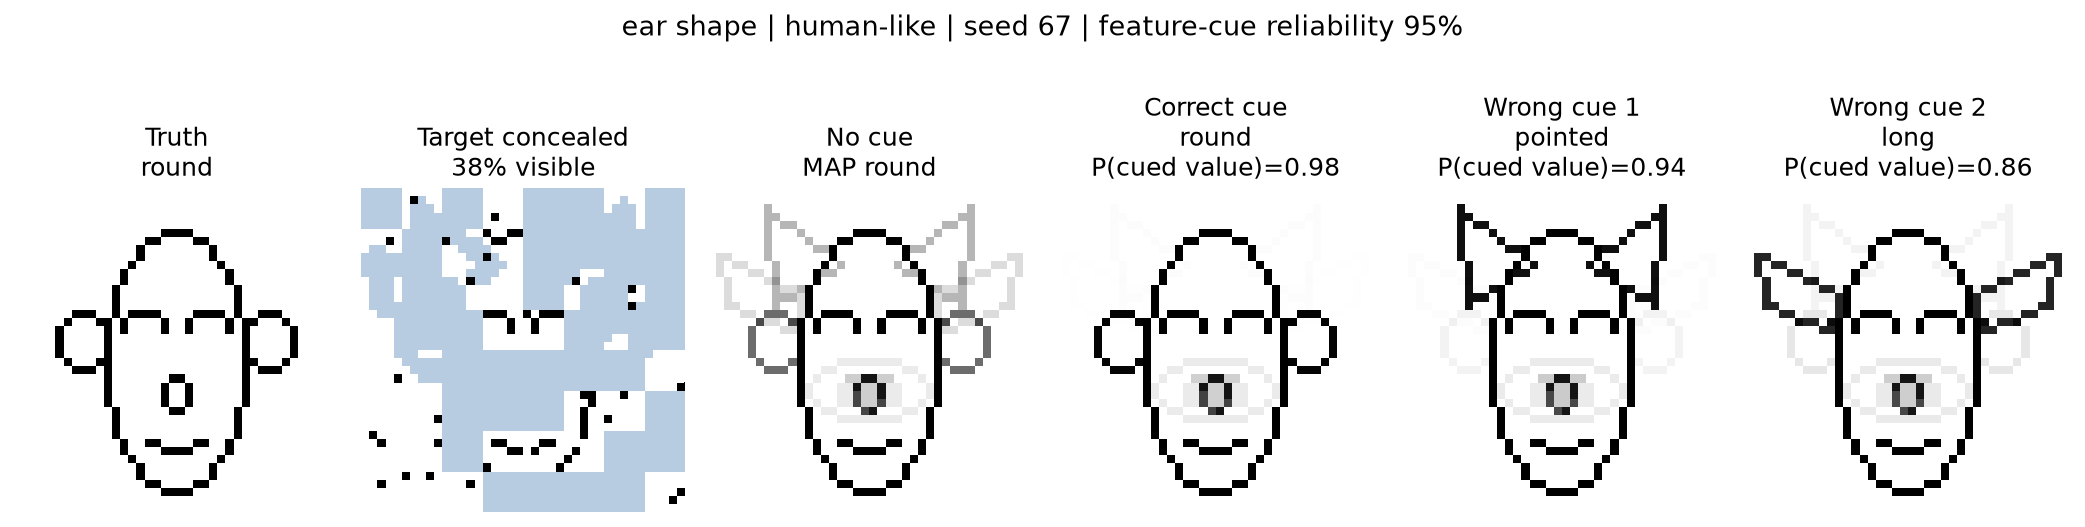 ear shape | human-like | seed 67 | feature-cue reliability 95%
Truth
round
Target concealed
38% visible
No cue
MAP round
Correct cue
round
P(cued value)=0.98
Wrong cue 1
pointed
P(cued value)=0.94
Wrong cue 2
long
P(cued value)=0.86